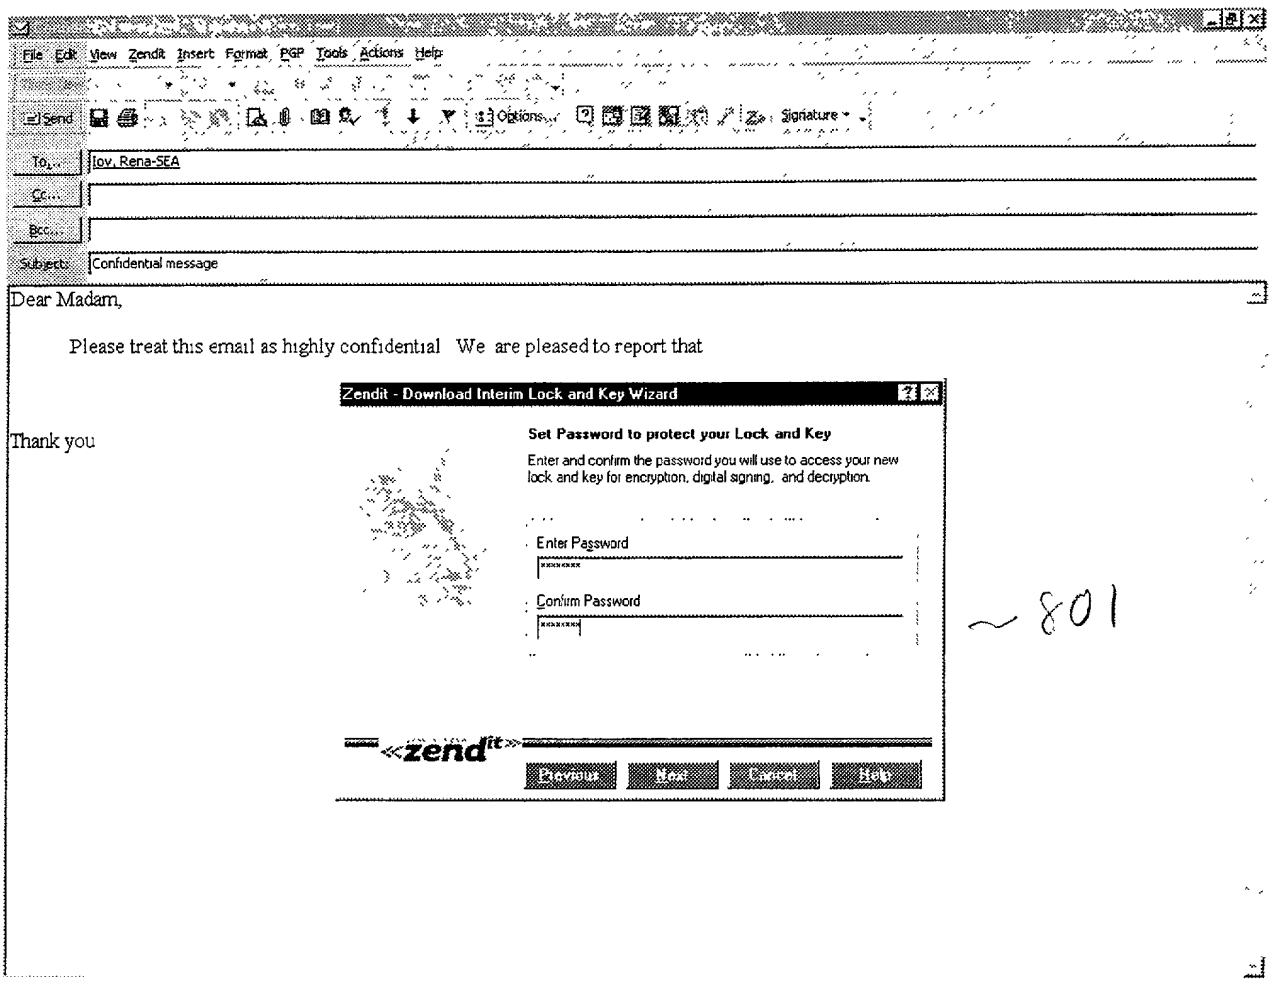 File Edit View Zendit Insert Format PGP Tools Actions Help
Send Options... Signature
To... Iov, Rena-SEA
Cc...
Bcc...
Subject: Confidential message
Dear Madam,
Please treat this email as highly confidential We are pleased to report that
Zendit - Download Interim Lock and Key Wizard
Thank you
Set Password to protect your Lock and Key
Enter and confirm the password you will use to access your new
lock and key for encryption, digital signing, and decryption.
Enter Password
********
Confirm Password
********
~ 801
«zendit»
Previous Next Cancel Help